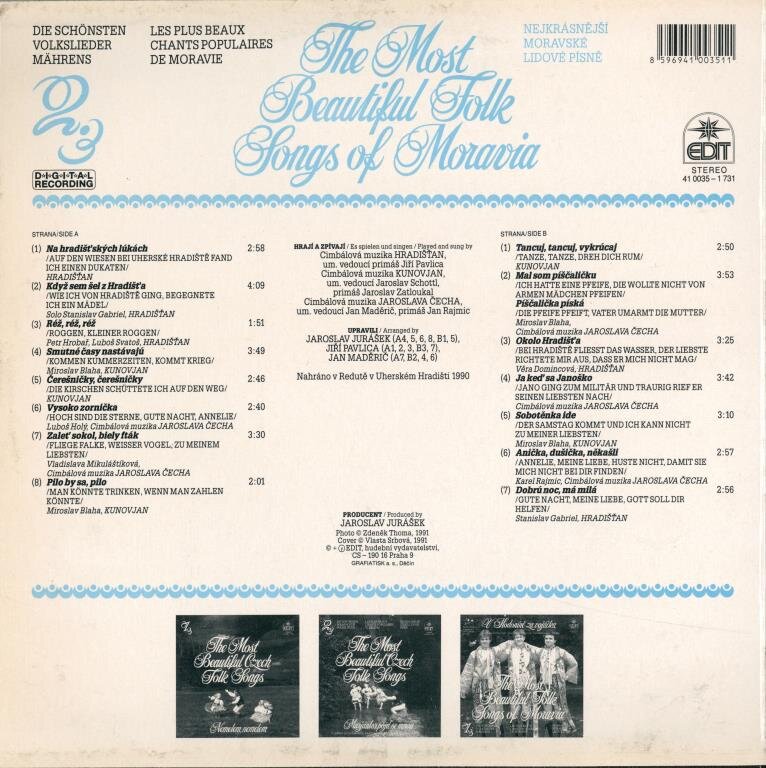 DIE SCHÖNSTEN
VOLKSLIEDER
MÄHRENS
LES PLUS BEAUX
CHANTS POPULAIRES
DE MORAVIE
The Most
Beautiful Folk
Songs of Moravia
NEJKRÁSNĚJŠÍ
MORAVSKÉ
LIDOVÉ PÍSNĚ
8 596941 003511
2/3
D·I·G·I·T·A·L
RECORDING
EDIT
STEREO
41 0035 – 1 731
STRANA/SIDE A
(1) Na hradišťských lúkách 2:58
/AUF DEN WIESEN BEI UHERSKÉ HRADIŠTĚ FAND
ICH EINEN DUKATEN/
HRADIŠŤAN
(2) Když sem šel z Hradišťa 4:09
/WIE ICH VON HRADIŠTĚ GING, BEGEGNETE
ICH EIN MÄDEL/
Solo Stanislav Gabriel, HRADIŠŤAN
(3) Réž, réž, réž 1:51
/ROGGEN, KLEINER ROGGEN/
Petr Hrobař, Luboš Svatoš, HRADIŠŤAN
(4) Smutné časy nastávajú 3:49
/KOMMEN KUMMERZEITEN, KOMMT KRIEG/
Miroslav Blaha, KUNOVJAN
(5) Čerešničky, čerešničky 2:46
/DIE KIRSCHEN SCHÜTTETE ICH AUF DEN WEG/
KUNOVJAN
(6) Vysoko zornička 2:40
/HOCH SIND DIE STERNE, GUTE NACHT, ANNELIE/
Luboš Holý, Cimbálová muzika JAROSLAVA ČECHA
(7) Zaleť sokol, biely fták 3:30
/FLIEGE FALKE, WEISSER VOGEL, ZU MEINEM
LIEBSTEN/
Vladislava Mikuláštíková,
Cimbálová muzika JAROSLAVA ČECHA
(8) Pilo by sa, pilo 2:01
/MAN KÖNNTE TRINKEN, WENN MAN ZAHLEN
KÖNNTE/
Miroslav Blaha, KUNOVJAN
HRAJÍ A ZPÍVAJÍ / Es spielen und singen / Played and sung by
Cimbálová muzika HRADIŠŤAN,
um. vedoucí primáš Jiří Pavlica
Cimbálová muzika KUNOVJAN,
um. vedoucí Jaroslav Schottl,
primáš Jaroslav Zatloukal
Cimbálová muzika JAROSLAVA ČECHA,
um. vedoucí Jan Maděrič, primáš Jan Rajmic
UPRAVILI / Arranged by
JAROSLAV JURÁŠEK (A4, 5, 6, 8, B1, 5),
JIŘÍ PAVLICA (A1, 2, 3, B3, 7),
JAN MADĚRIČ (A7, B2, 4, 6)
Nahráno v Redutě v Uherském Hradišti 1990
PRODUCENT / Produced by
JAROSLAV JURÁŠEK
Photo © Zdeněk Thoma, 1991
Cover © Vlasta Srbová, 1991
© + ℗ EDIT, hudební vydavatelství,
CS – 190 16 Praha 9
GRAFIATISK a. s., Děčín
STRANA/SIDE B
(1) Tancuj, tancuj, vykrúcaj 2:50
/TANZE, TANZE, DREH DICH RUM/
KUNOVJAN
(2) Mal som píščaličku 3:53
/ICH HATTE EINE PFEIFE, DIE WOLLTE NICHT VON
ARMEN MÄDCHEN PFEIFEN/
Píščalička píská
/DIE PFEIFE PFEIFT, VATER UMARMT DIE MUTTER/
Miroslav Blaha,
Cimbálová muzika JAROSLAVA ČECHA
(3) Okolo Hradišťa 3:25
/BEI HRADIŠTĚ FLIESST DAS WASSER, DER LIEBSTE
RICHTETE MIR AUS, DASS ER MICH NICHT MAG/
Věra Domincová, HRADIŠŤAN
(4) Ja keď sa Janoško 3:42
/JANO GING ZUM MILITÄR UND TRAURIG RIEF ER
SEINEN LIEBSTEN NACH/
Cimbálová muzika JAROSLAVA ČECHA
(5) Sobotěnka ide 3:10
/DER SAMSTAG KOMMT UND ICH KANN NICHT
ZU MEINER LIEBSTEN/
Miroslav Blaha, KUNOVJAN
(6) Anička, dušička, někašli 2:57
/ANNELIE, MEINE LIEBE, HUSTE NICHT, DAMIT SIE
MICH NICHT BEI DIR FINDEN/
Karel Rajmic, Cimbálová muzika JAROSLAVA ČECHA
(7) Dobrú noc, má milá 2:56
/GUTE NACHT, MEINE LIEBE, GOTT SOLL DIR
HELFEN/
Stanislav Gabriel, HRADIŠŤAN
The Most
Beautiful Czech
Folk Songs
Nemelem, nemelem
The Most
Beautiful Czech
Folk Songs
The Most
Beautiful Folk
Songs of Moravia